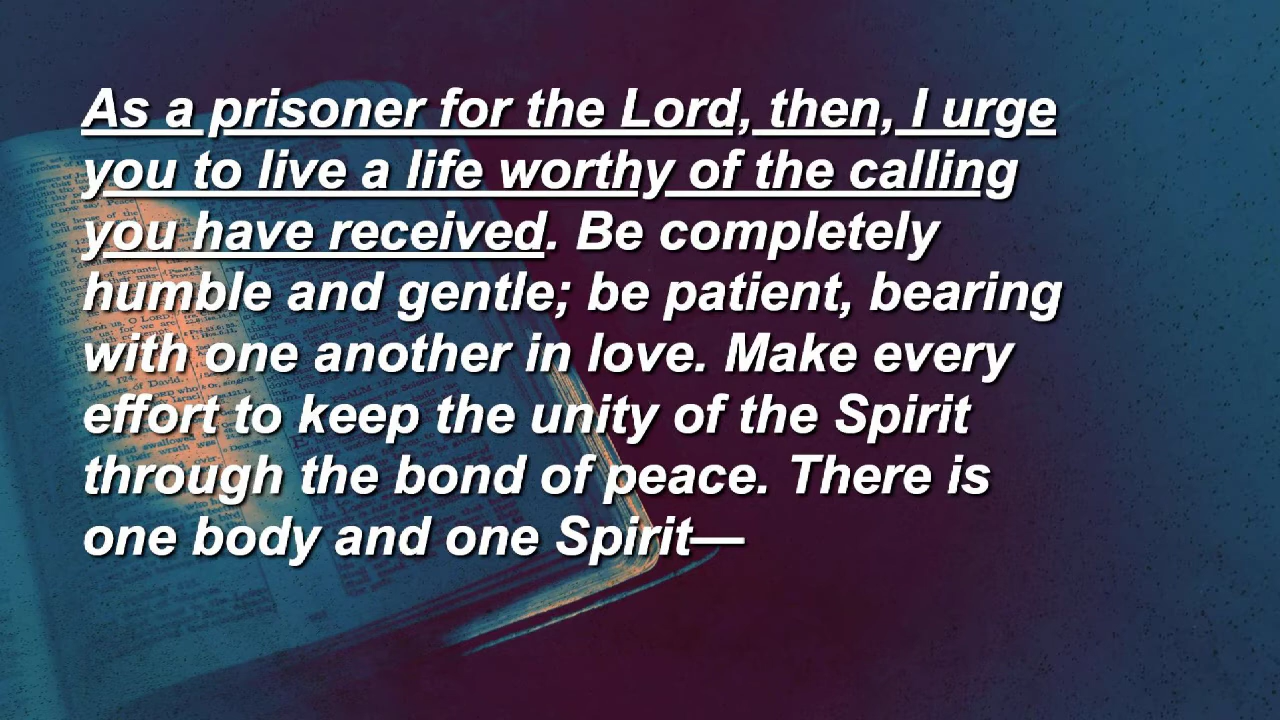 As a prisoner for the Lord, then, I urge
you to live a life worthy of the calling
you have received. Be completely
humble and gentle; be patient, bearing
with one another in love. Make every
effort to keep the unity of the Spirit
through the bond of peace. There is
one body and one Spirit—